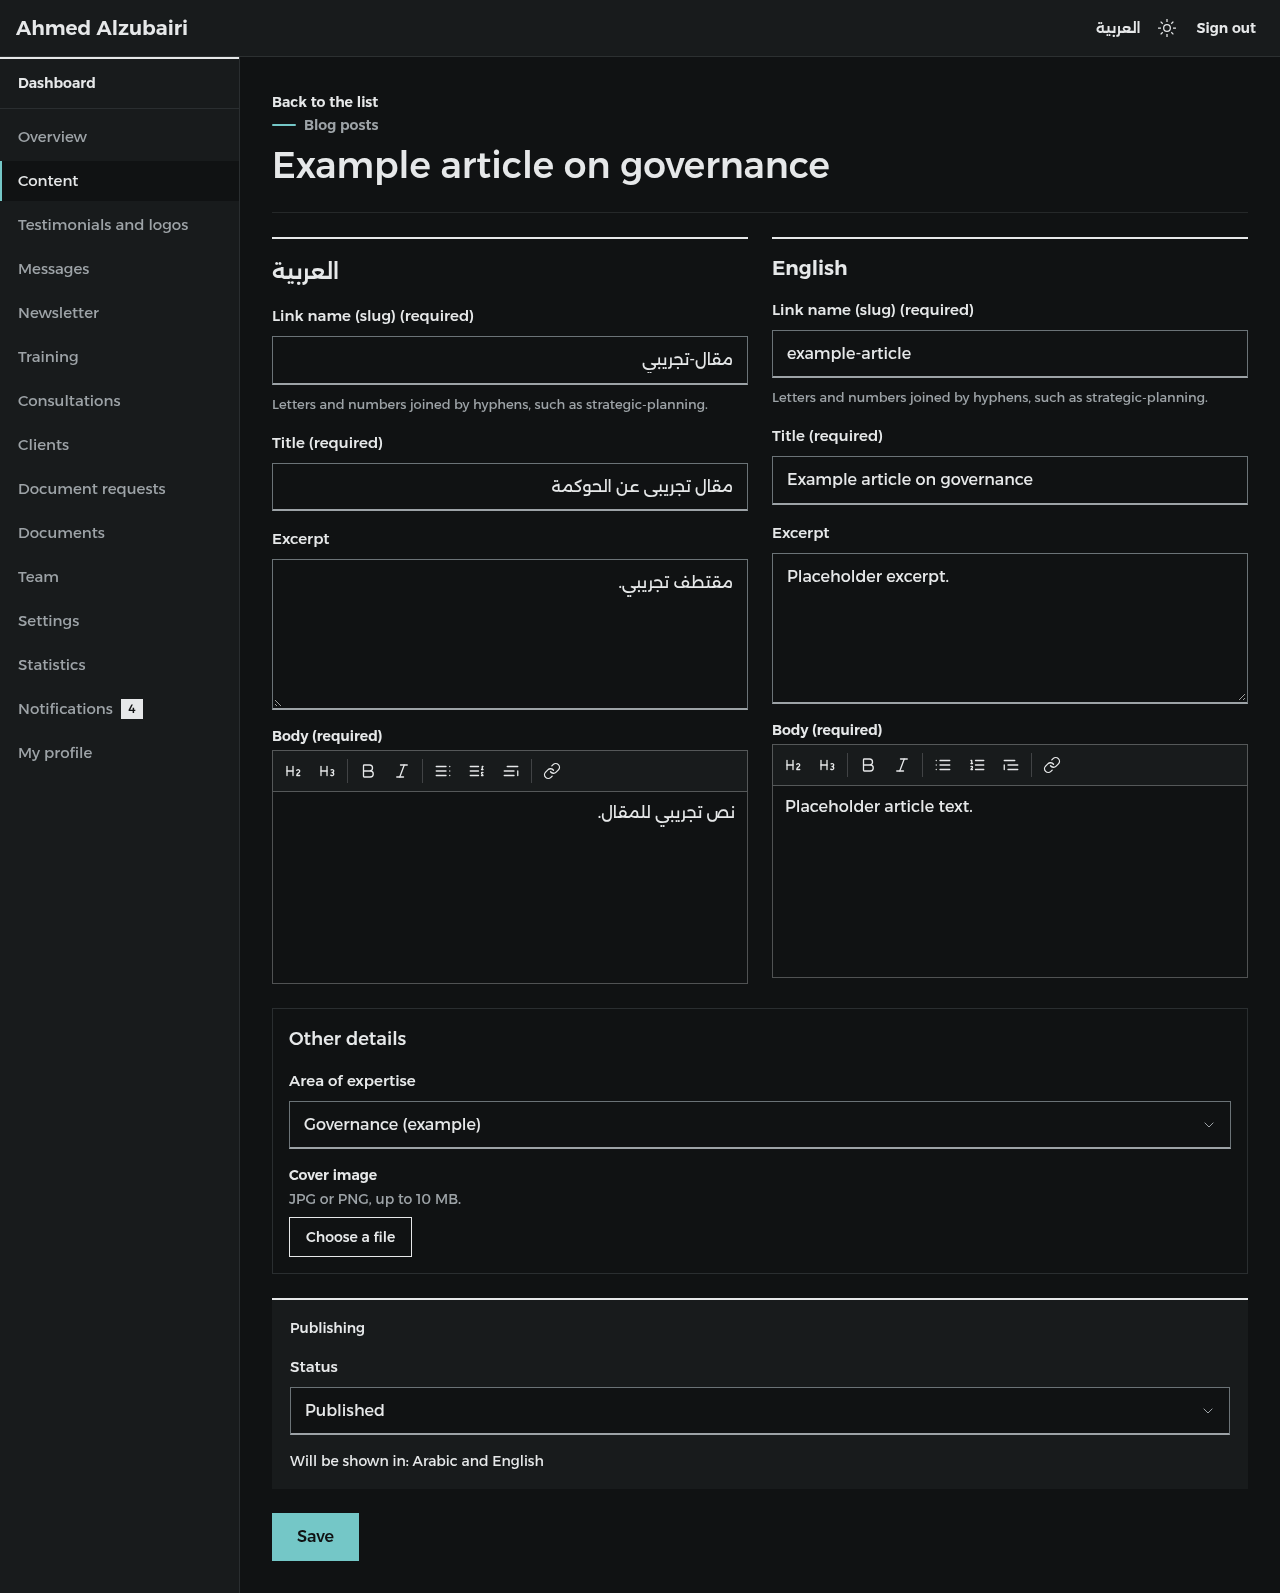 Ahmed Alzubairi
العربية
Sign out
Dashboard
Overview
Content
Testimonials and logos
Messages
Newsletter
Training
Consultations
Clients
Document requests
Documents
Team
Settings
Statistics
Notifications 4
My profile
Back to the list
Blog posts
Example article on governance
العربية
Link name (slug) (required)
مقال-تجريبي
Letters and numbers joined by hyphens, such as strategic-planning.
Title (required)
مقال تجريبي عن الحوكمة
Excerpt
مقتطف تجريبي.
Body (required)
H2 H3 B I
نص تجريبي للمقال.
English
Link name (slug) (required)
example-article
Letters and numbers joined by hyphens, such as strategic-planning.
Title (required)
Example article on governance
Excerpt
Placeholder excerpt.
Body (required)
H2 H3 B I
Placeholder article text.
Other details
Area of expertise
Governance (example)
Cover image
JPG or PNG, up to 10 MB.
Choose a file
Publishing
Status
Published
Will be shown in: Arabic and English
Save